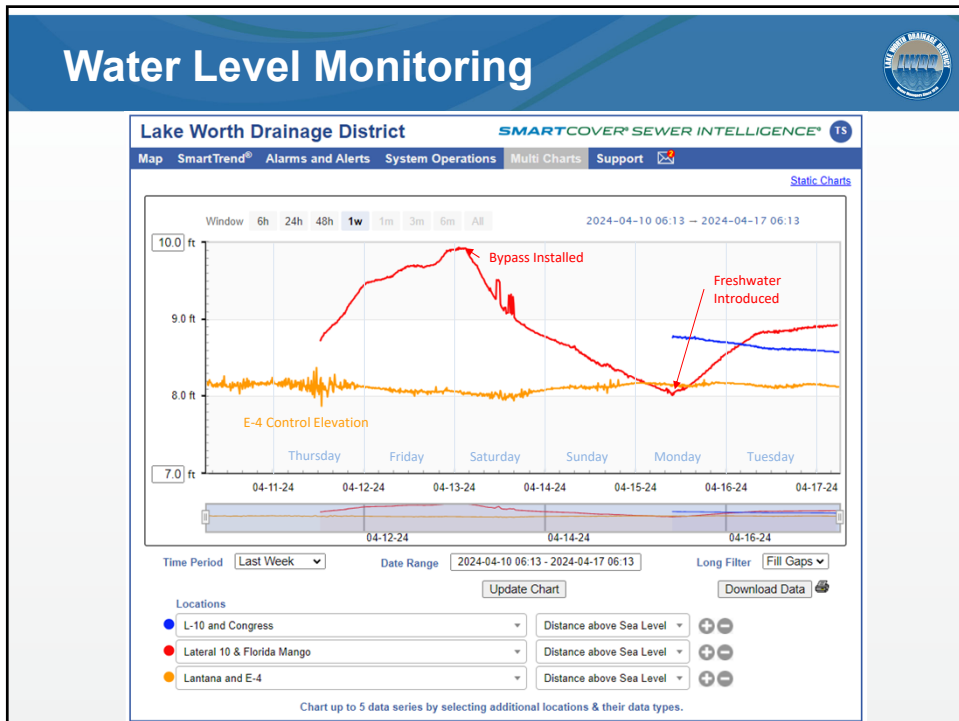 Water Level Monitoring
LAKE WORTH DRAINAGE DISTRICT
LWDD
Lake Worth Drainage District
SMARTCOVER® SEWER INTELLIGENCE®
TS
Map SmartTrend® Alarms and Alerts System Operations Multi Charts Support
Static Charts
Window 6h 24h 48h 1w 1m 3m 6m All
2024-04-10 06:13 → 2024-04-17 06:13
10.0 ft
Bypass Installed
Freshwater
Introduced
9.0 ft
8.0 ft
E-4 Control Elevation
Thursday Friday Saturday Sunday Monday Tuesday
7.0 ft
04-11-24 04-12-24 04-13-24 04-14-24 04-15-24 04-16-24 04-17-24
04-12-24 04-14-24 04-16-24
Time Period Last Week Date Range 2024-04-10 06:13 - 2024-04-17 06:13 Long Filter Fill Gaps
Update Chart Download Data
Locations
L-10 and Congress Distance above Sea Level
Lateral 10 & Florida Mango Distance above Sea Level
Lantana and E-4 Distance above Sea Level
Chart up to 5 data series by selecting additional locations & their data types.